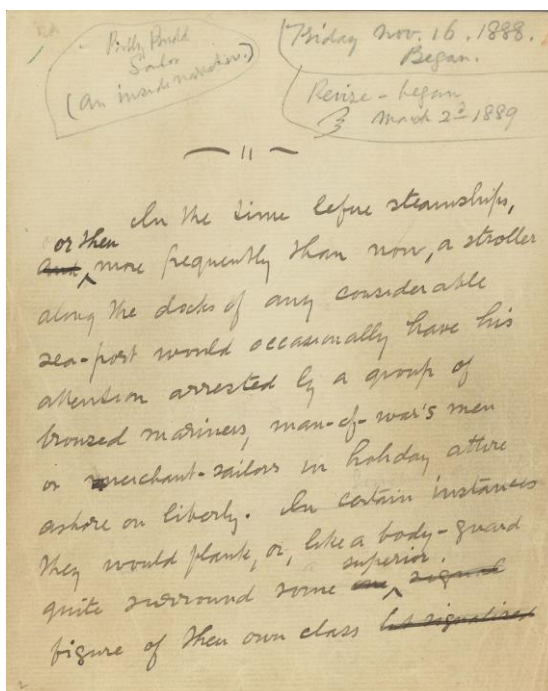 Billy Budd
Sailor
(An inside narrative.)
Friday Nov. 16. 1888.
Began.
Revise - began
March 2d 1889
In the time before steamships,
or then
and more frequently than now, a stroller
along the docks of any considerable
sea-port would occasionally have his
attention arrested by a group of
bronzed mariners, man-of-war's men
or merchant-sailors in holiday attire
ashore on liberty. In certain instances
they would flank, or, like a body-guard
superior
quite surround some
figure of their own class